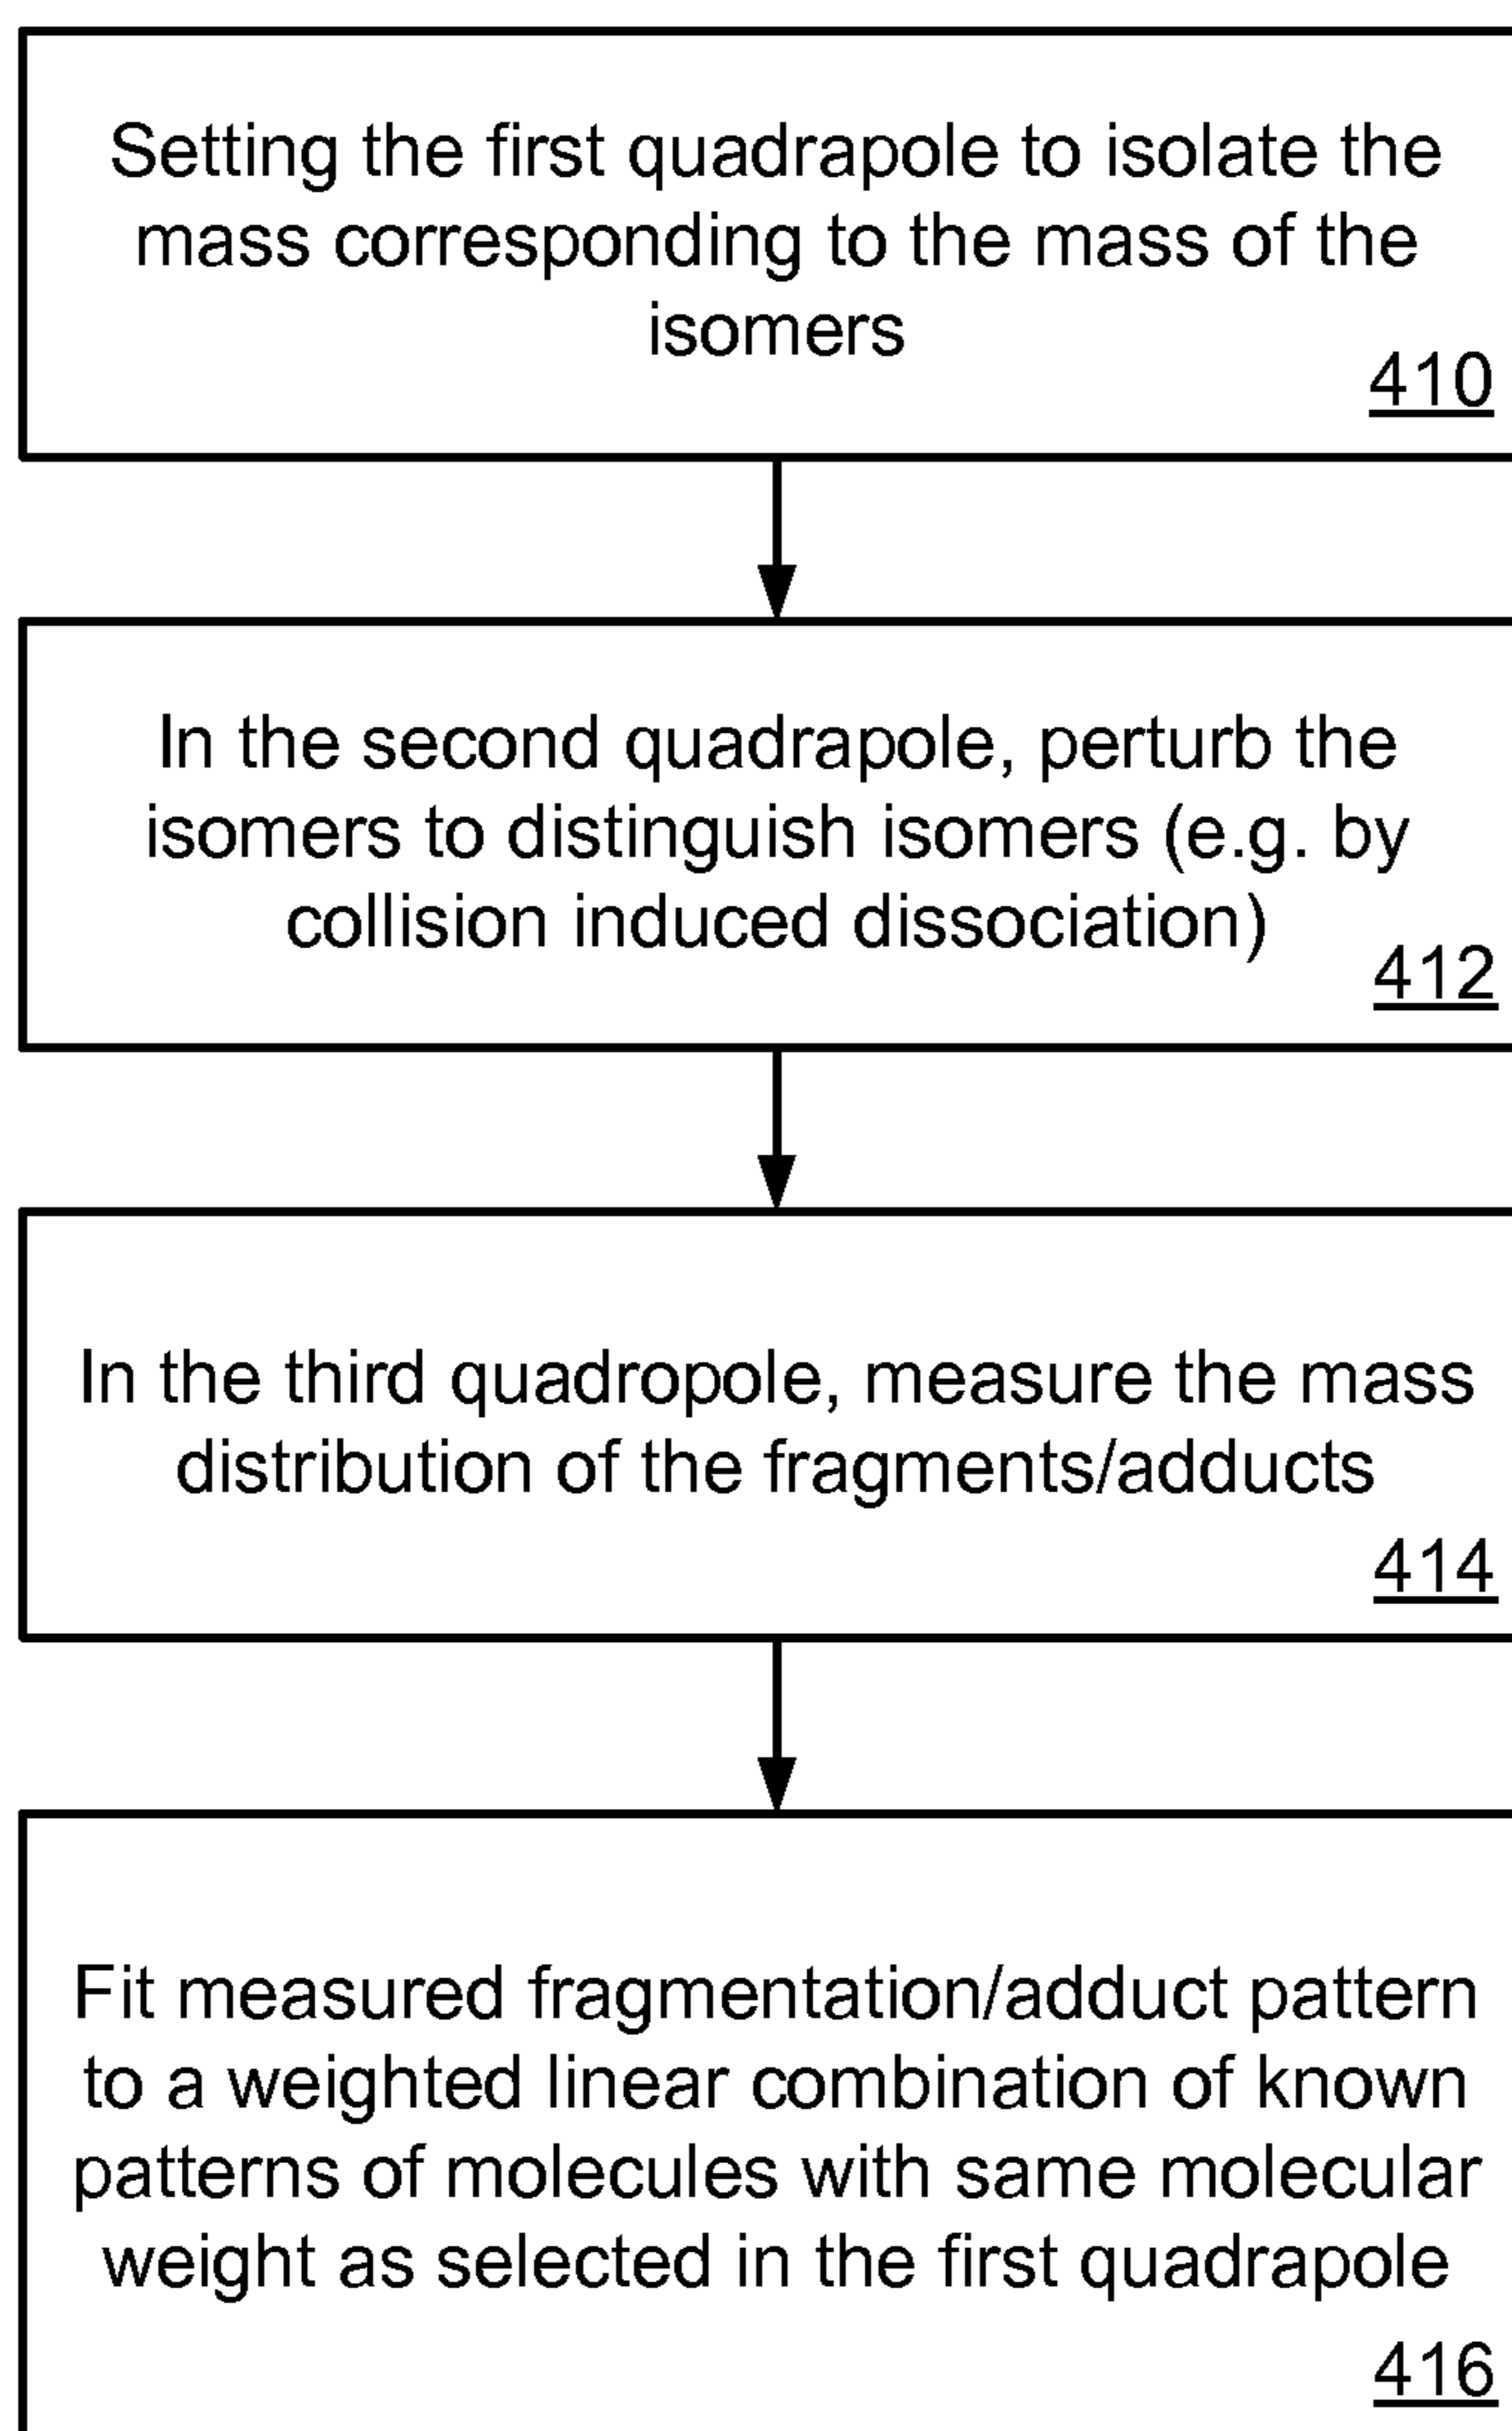 Setting the first quadrapole to isolate the
mass corresponding to the mass of the
isomers
410
In the second quadrapole, perturb the
isomers to distinguish isomers (e.g. by
collision induced dissociation)
412
In the third quadropole, measure the mass
distribution of the fragments/adducts
414
Fit measured fragmentation/adduct pattern
to a weighted linear combination of known
patterns of molecules with same molecular
weight as selected in the first quadrapole
416